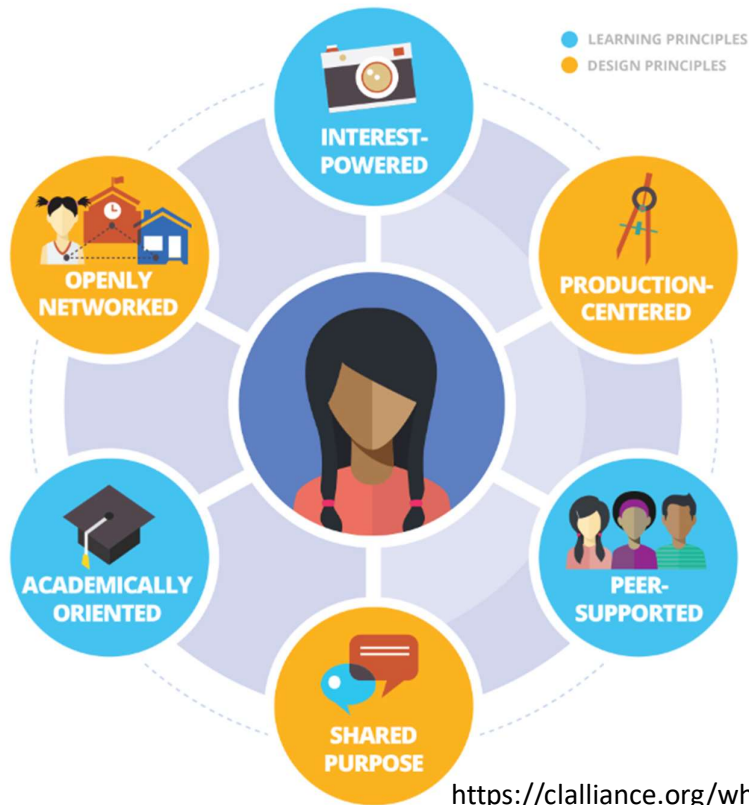 LEARNING PRINCIPLES
DESIGN PRINCIPLES
INTEREST-
POWERED
OPENLY
NETWORKED
PRODUCTION-
CENTERED
ACADEMICALLY
ORIENTED
PEER-
SUPPORTED
SHARED
PURPOSE
https://clalliance.org/wh